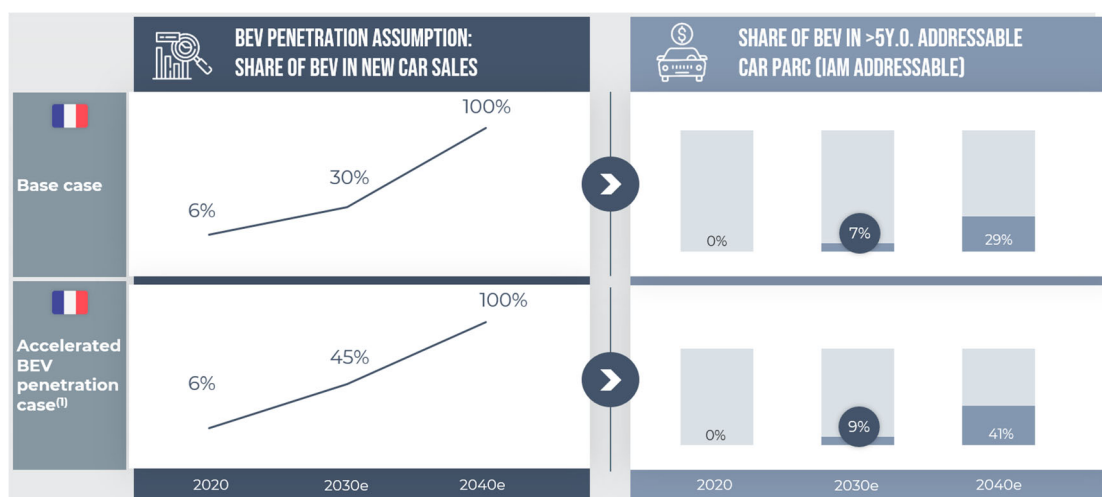 BEV PENETRATION ASSUMPTION:
SHARE OF BEV IN NEW CAR SALES
SHARE OF BEV IN >5Y.O. ADDRESSABLE
CAR PARC (IAM ADDRESSABLE)
Base case
6%
30%
100%
0%
7%
29%
Accelerated
BEV
penetration
case(1)
6%
45%
100%
0%
9%
41%
2020 2030e 2040e
2020 2030e 2040e